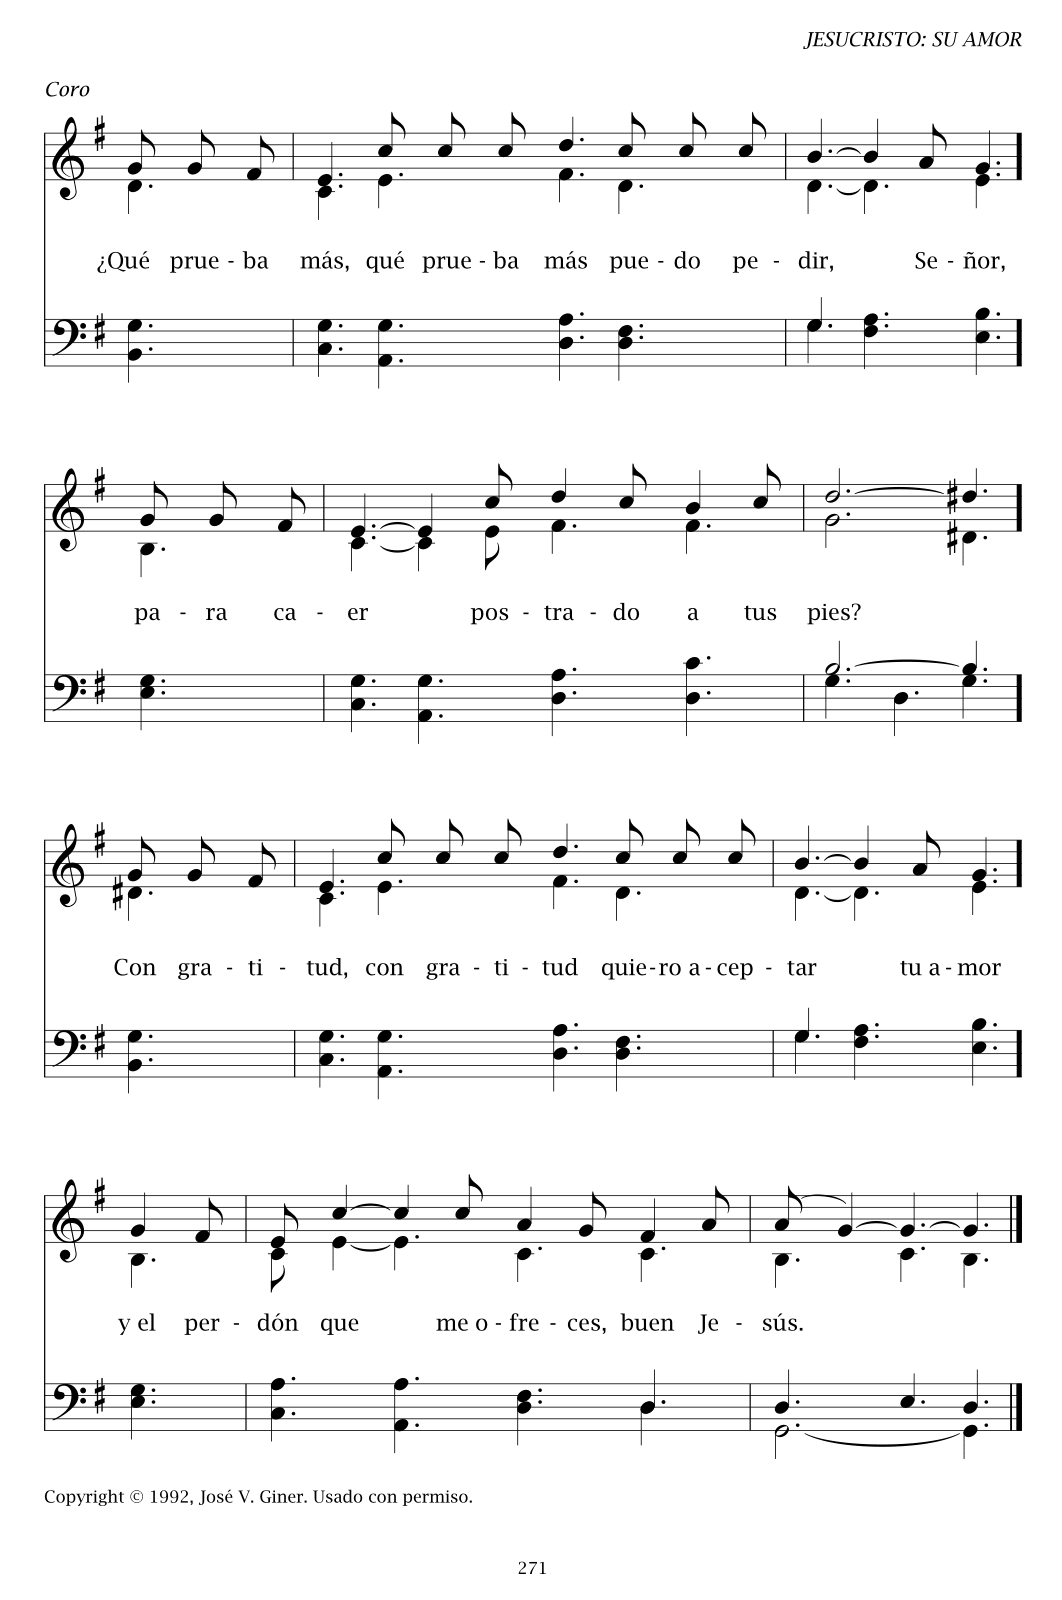 JESUCRISTO: SU AMOR
Coro
¿Qué prue - ba más, qué prue - ba más pue - do pe - dir, Se - ñor,
pa - ra ca - er pos - tra - do a tus pies?
Con gra - ti - tud, con gra - ti - tud quie - ro a - cep - tar tu a - mor
y el per - dón que me o - fre - ces, buen Je - sús.
Copyright © 1992, José V. Giner. Usado con permiso.
271